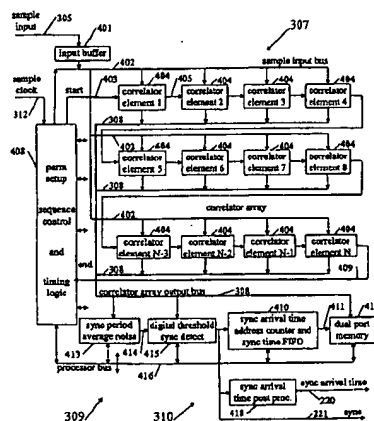 sample input
305
401
307
input buffer
402
sample input bus
sample clock
start
403
404
405
404
404
404
312
correlator element 1
correlator element 2
correlator element 3
correlator element 4
408
308
402
404
404
404
404
parm setup
correlator element 5
correlator element 6
correlator element 7
correlator element 8
308
sequence control
402
correlator array
404
404
404
404
and
correlator element N-3
correlator element N-2
correlator element N-1
correlator element N
end
308
409
timing logic
correlator array output bus
308
410
411
sync period average noise
digital threshold sync detect
sync arrival time address counter and sync time FIFO
dual port memory
413
414
415
processor bus
416
sync arrival time post proc.
sync arrival time
220
418
309
310
221
sync